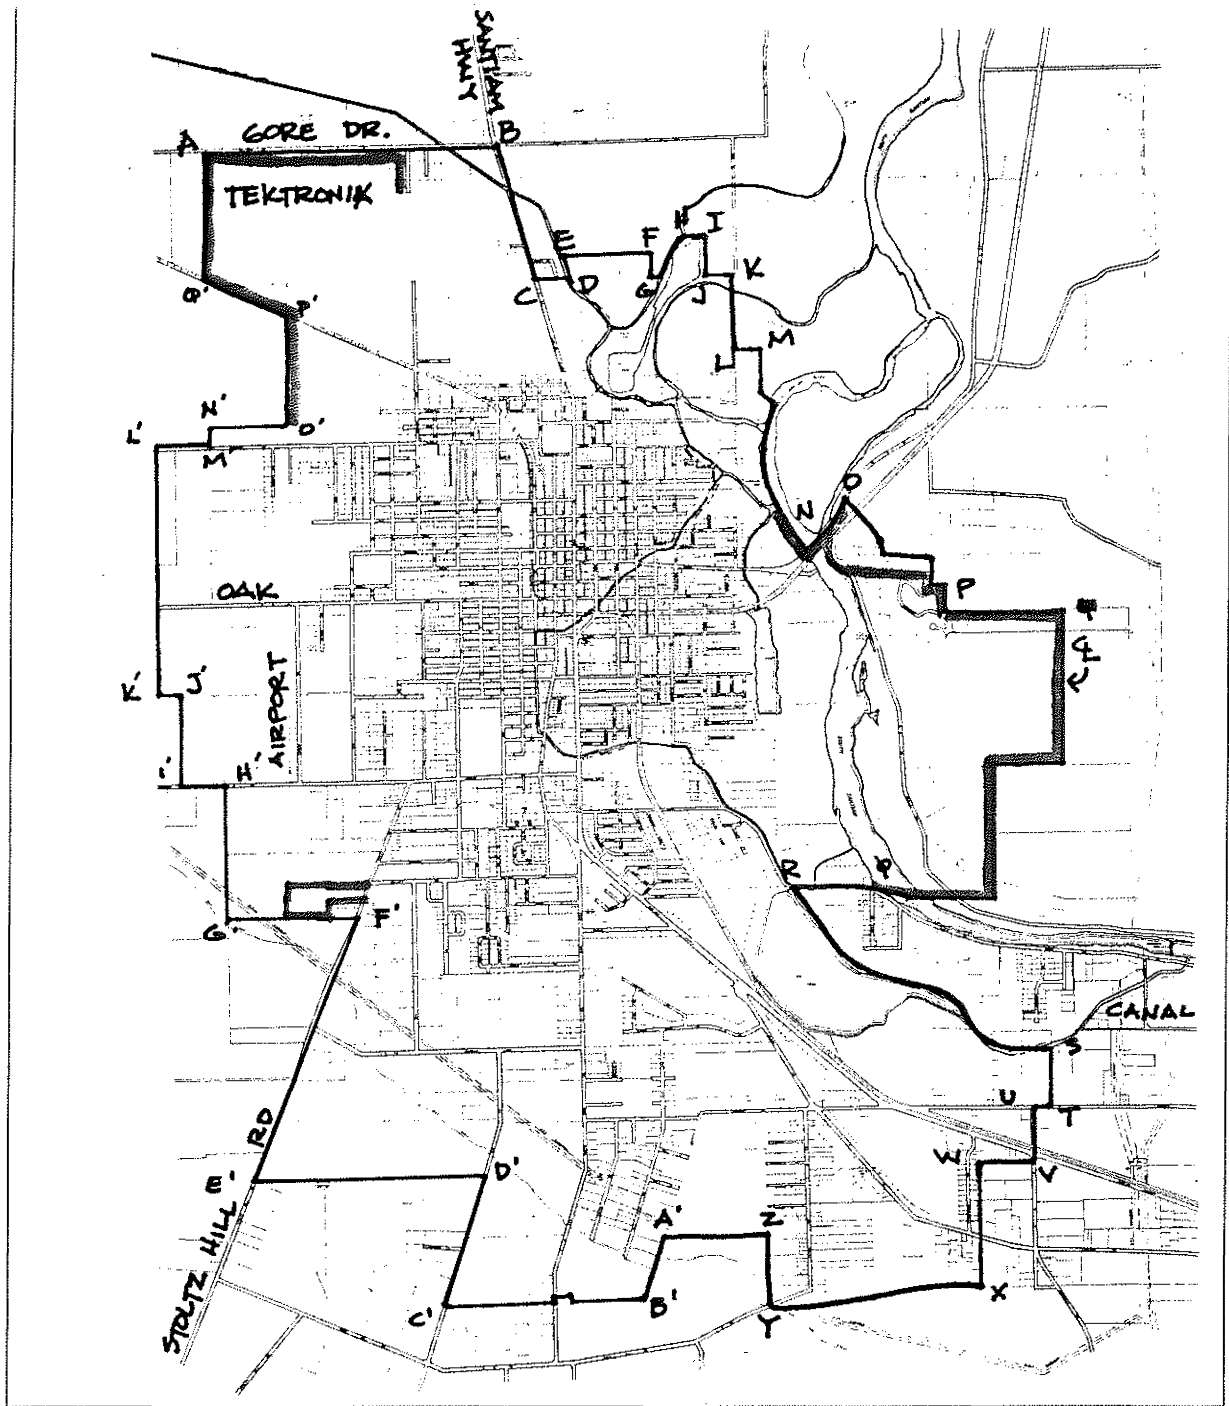 SANTIAM
HWY
A
GORE DR.
B
TEKTRONIX
H
I
E
F
K
C
D
G
J
Q'
P'
M
L
N'
O'
L'
M'
O
N
OAK
P
K'
J'
AIRPORT
H'
R
Q
G'
F'
CANAL
S
U
T
RD
W
V
E'
D'
A'
Z
STOLTZ HILL
X
C'
B'
Y